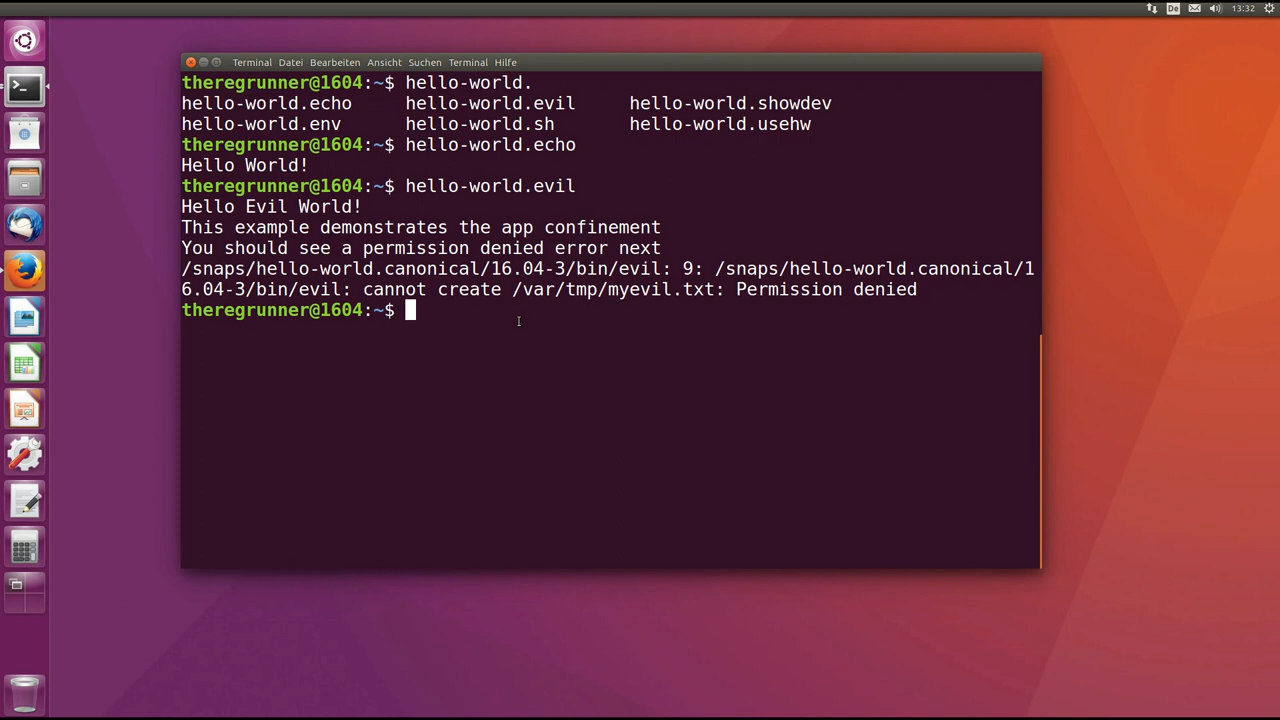 De 13:32
Terminal Datei Bearbeiten Ansicht Suchen Terminal Hilfe
theregrunner@1604:~$ hello-world.
hello-world.echo hello-world.evil hello-world.showdev
hello-world.env hello-world.sh hello-world.usehw
theregrunner@1604:~$ hello-world.echo
Hello World!
theregrunner@1604:~$ hello-world.evil
Hello Evil World!
This example demonstrates the app confinement
You should see a permission denied error next
/snaps/hello-world.canonical/16.04-3/bin/evil: 9: /snaps/hello-world.canonical/1
6.04-3/bin/evil: cannot create /var/tmp/myevil.txt: Permission denied
theregrunner@1604:~$